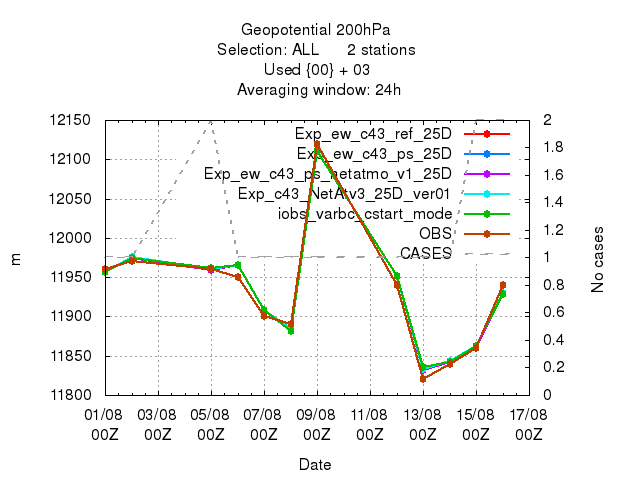 Geopotential 200hPa
Selection: ALL 2 stations
Used {00} + 03
Averaging window: 24h
12150
12100
12050
12000
11950
11900
11850
11800
m
2
1.8
1.6
1.4
1.2
1
0.8
0.6
0.4
0.2
0
No cases
Exp_ew_c43_ref_25D
Exp_ew_c43_ps_25D
Exp_ew_c43_ps_netatmo_v1_25D
Exp_c43_NetAtv3_25D_ver01
iobs_varbc_cstart_mode
OBS
CASES
01/08 03/08 05/08 07/08 09/08 11/08 13/08 15/08 17/08
00Z 00Z 00Z 00Z 00Z 00Z 00Z 00Z 00Z
Date